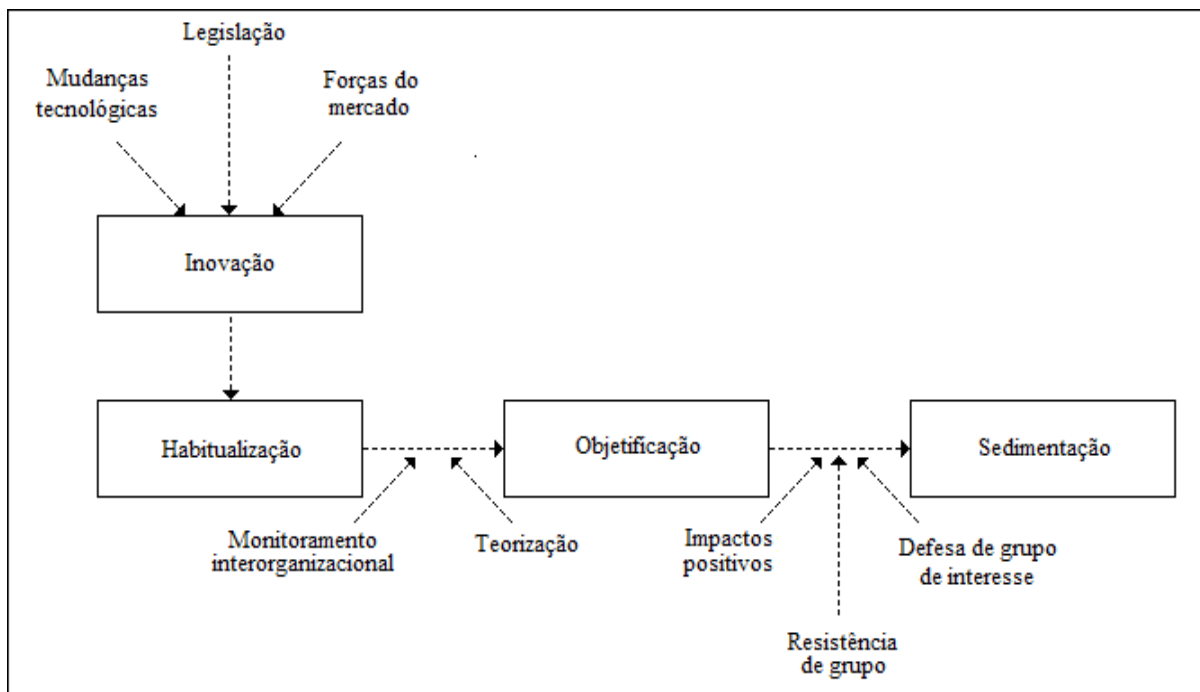 Legislação
Mudanças
tecnológicas
Forças do
mercado
Inovação
Habitualização
Objetificação
Sedimentação
Monitoramento
interorganizacional
Teorização
Impactos
positivos
Defesa de grupo
de interesse
Resistência
de grupo